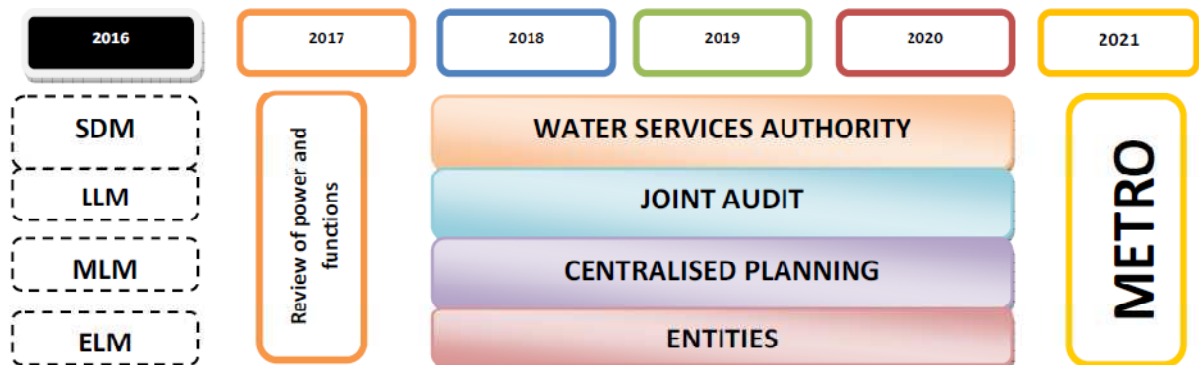 2016
2017
2018
2019
2020
2021
SDM
LLM
MLM
ELM
Review of power and
functions
WATER SERVICES AUTHORITY
JOINT AUDIT
CENTRALISED PLANNING
ENTITIES
METRO